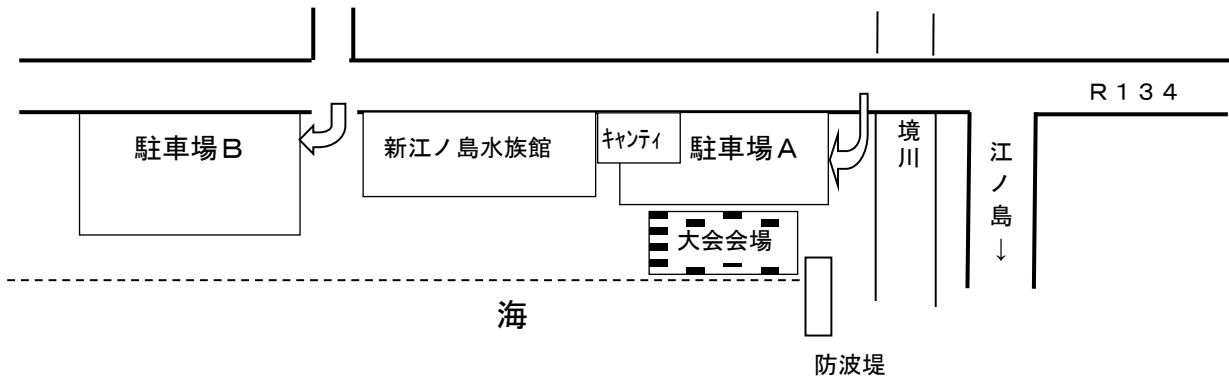 Ｒ１３４
駐車場Ｂ
新江ノ島水族館
ｷｬﾝﾃｨ
駐車場Ａ
境川
江ノ島↓
大会会場
海
防波堤